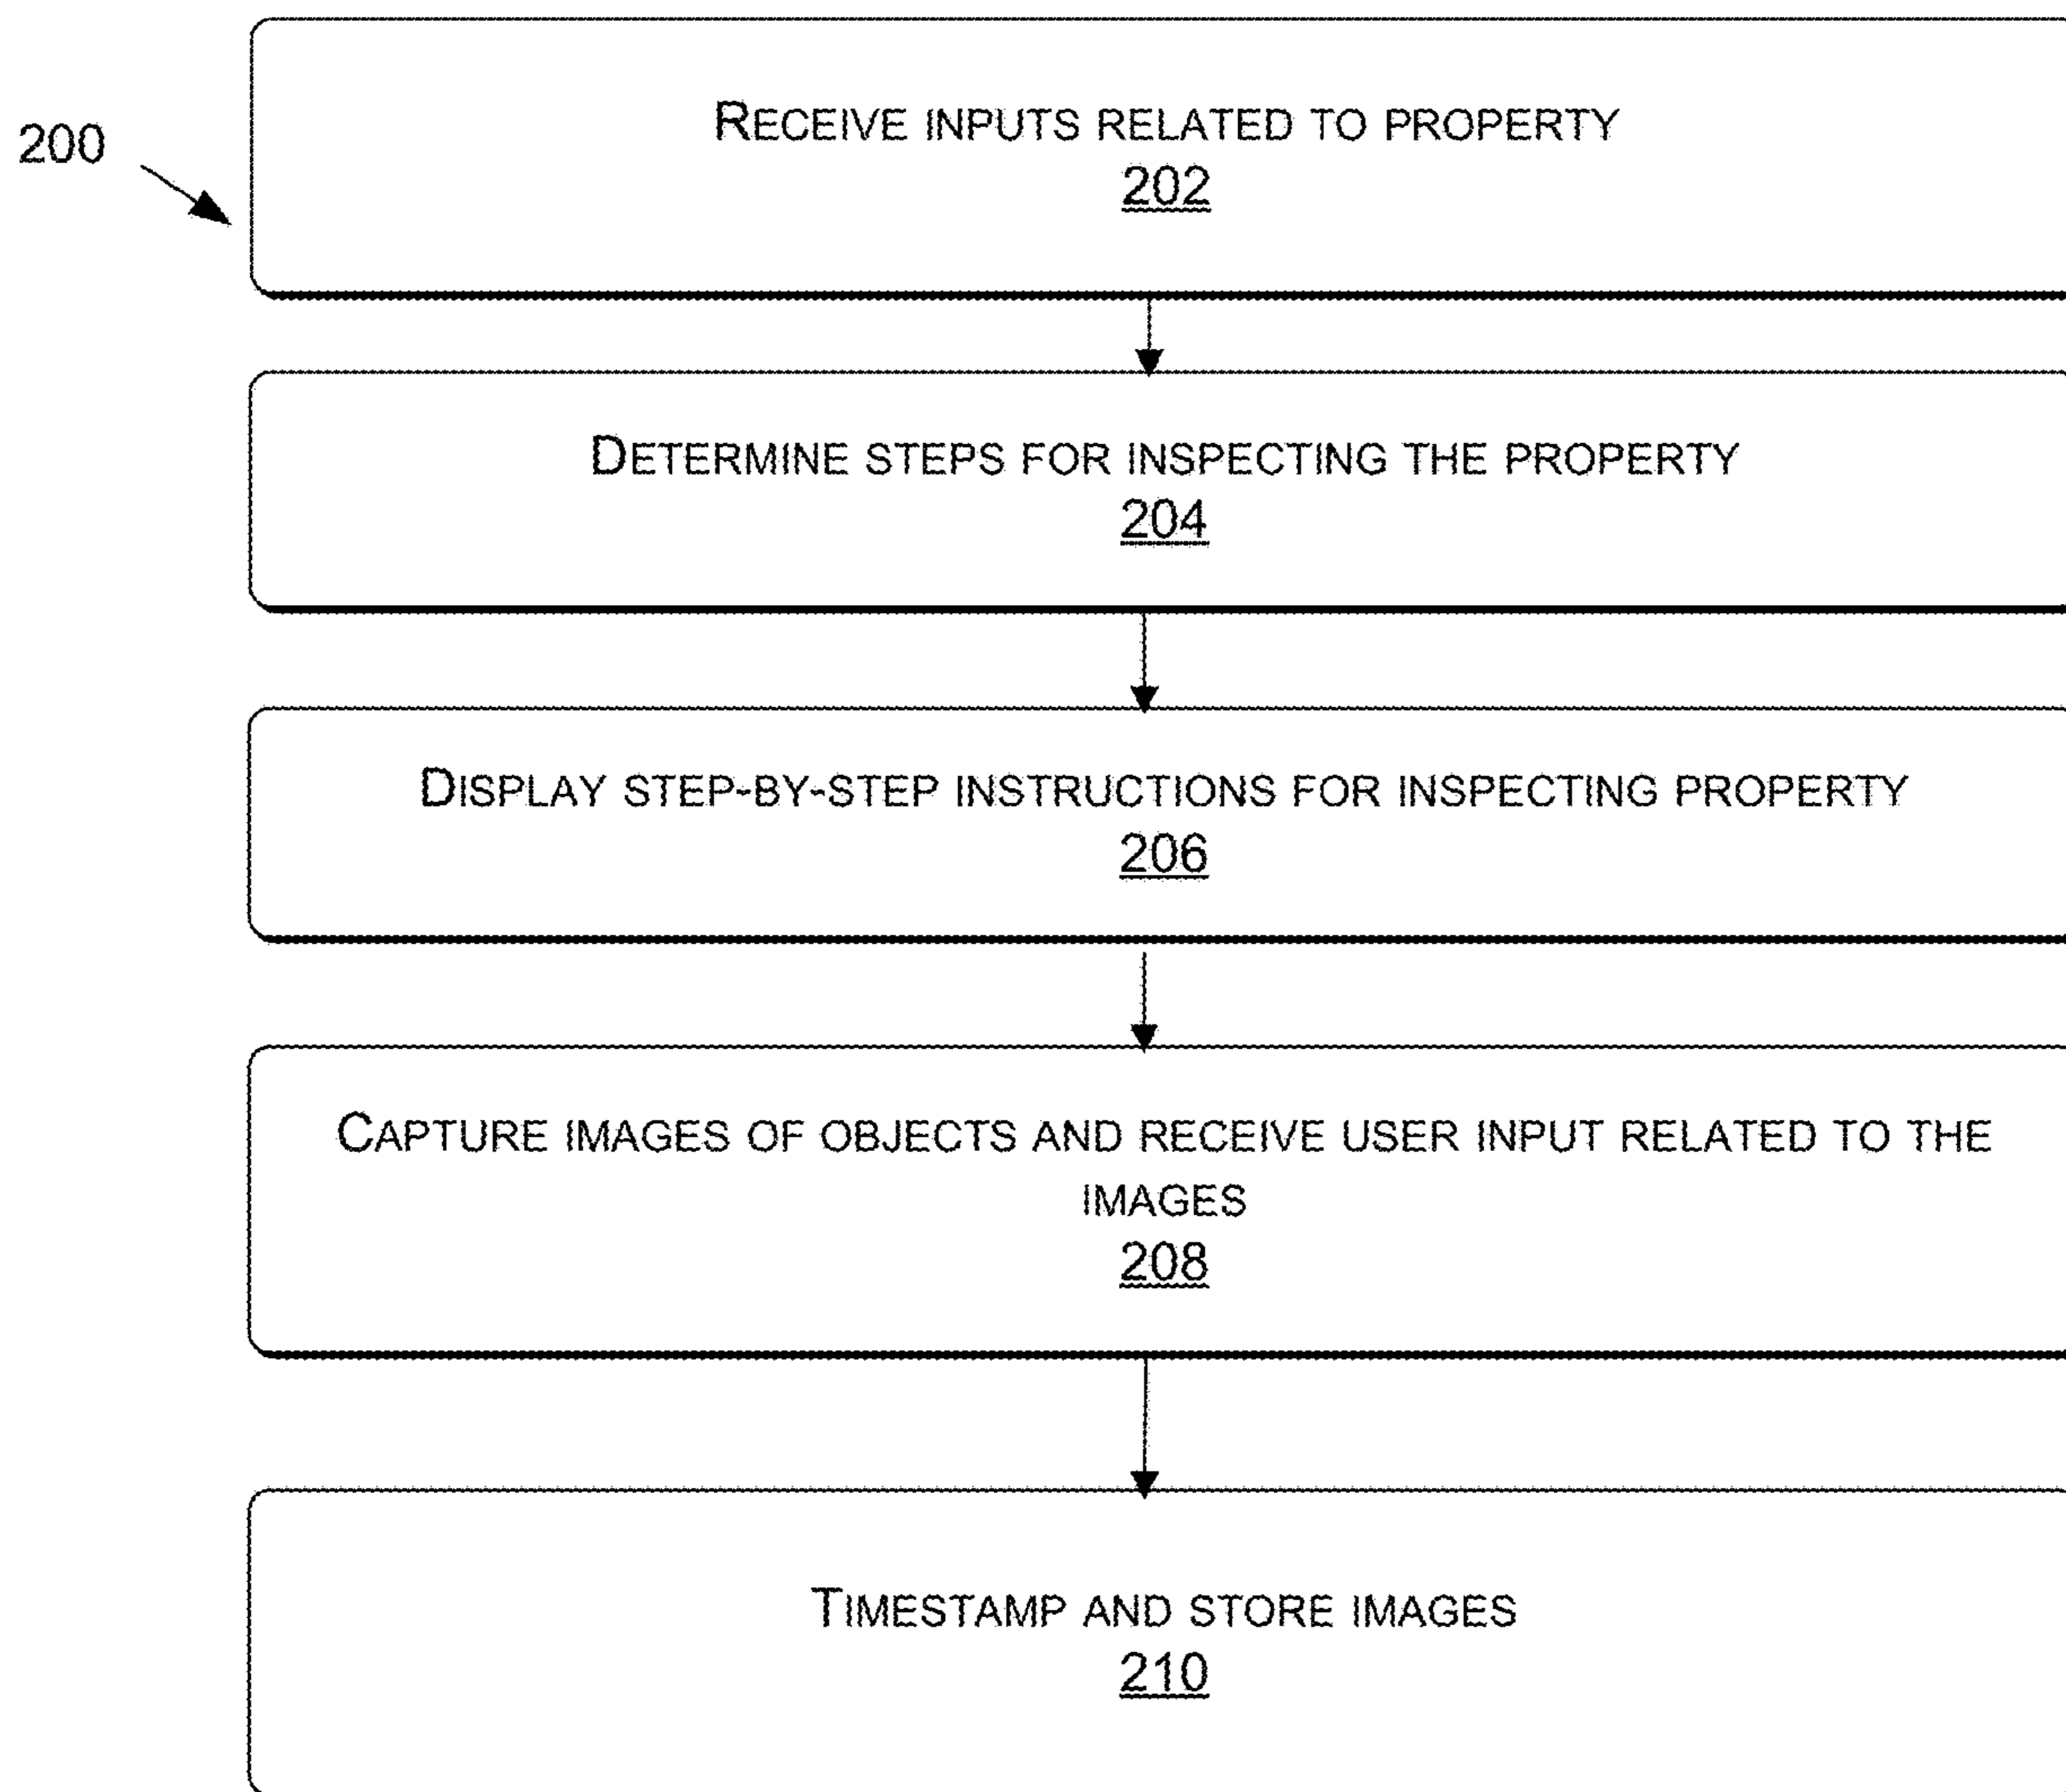 200
RECEIVE INPUTS RELATED TO PROPERTY
202
DETERMINE STEPS FOR INSPECTING THE PROPERTY
204
DISPLAY STEP-BY-STEP INSTRUCTIONS FOR INSPECTING PROPERTY
206
CAPTURE IMAGES OF OBJECTS AND RECEIVE USER INPUT RELATED TO THE
IMAGES
208
TIMESTAMP AND STORE IMAGES
210